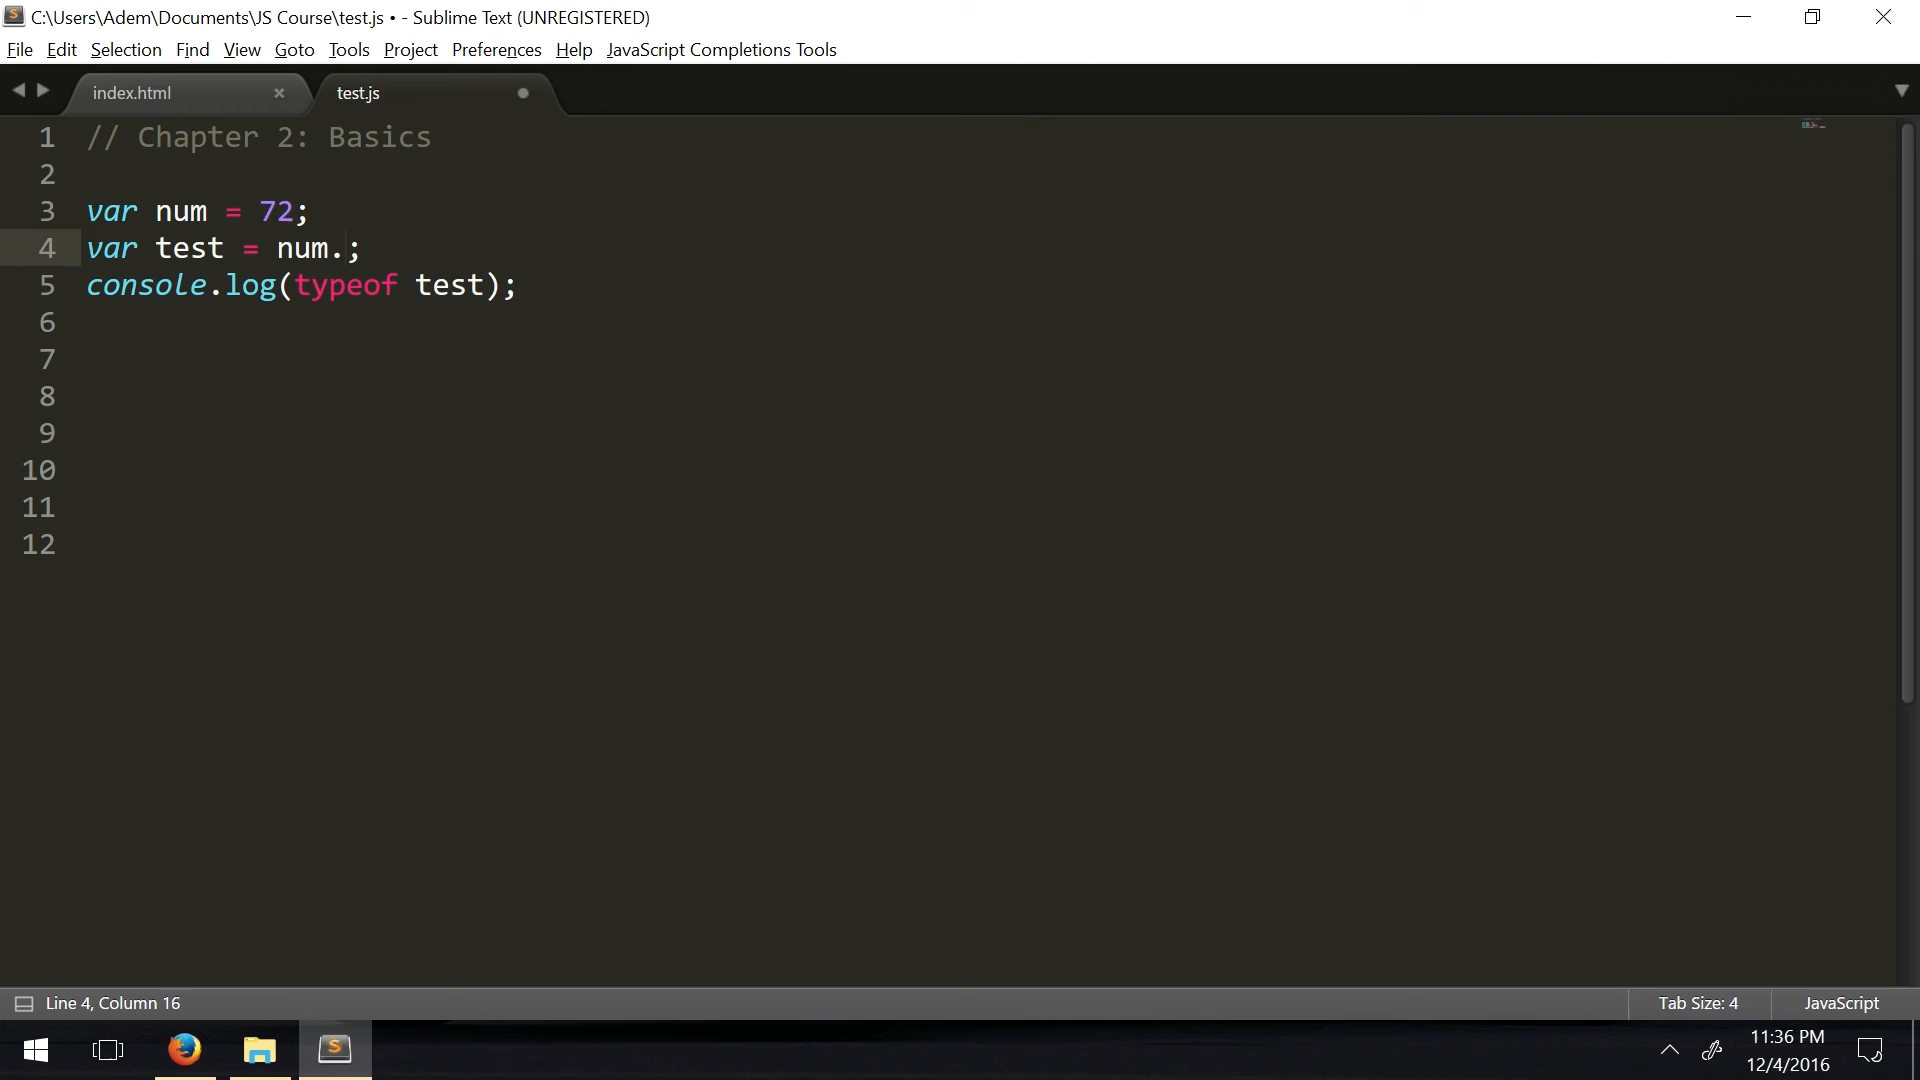 C:\Users\Adem\Documents\JS Course\test.js • - Sublime Text (UNREGISTERED)
File Edit Selection Find View Goto Tools Project Preferences Help JavaScript Completions Tools
index.html test.js
1 // Chapter 2: Basics
2
3 var num = 72;
4 var test = num.;
5 console.log(typeof test);
6
7
8
9
10
11
12
Line 4, Column 16 Tab Size: 4 JavaScript
11:36 PM
12/4/2016